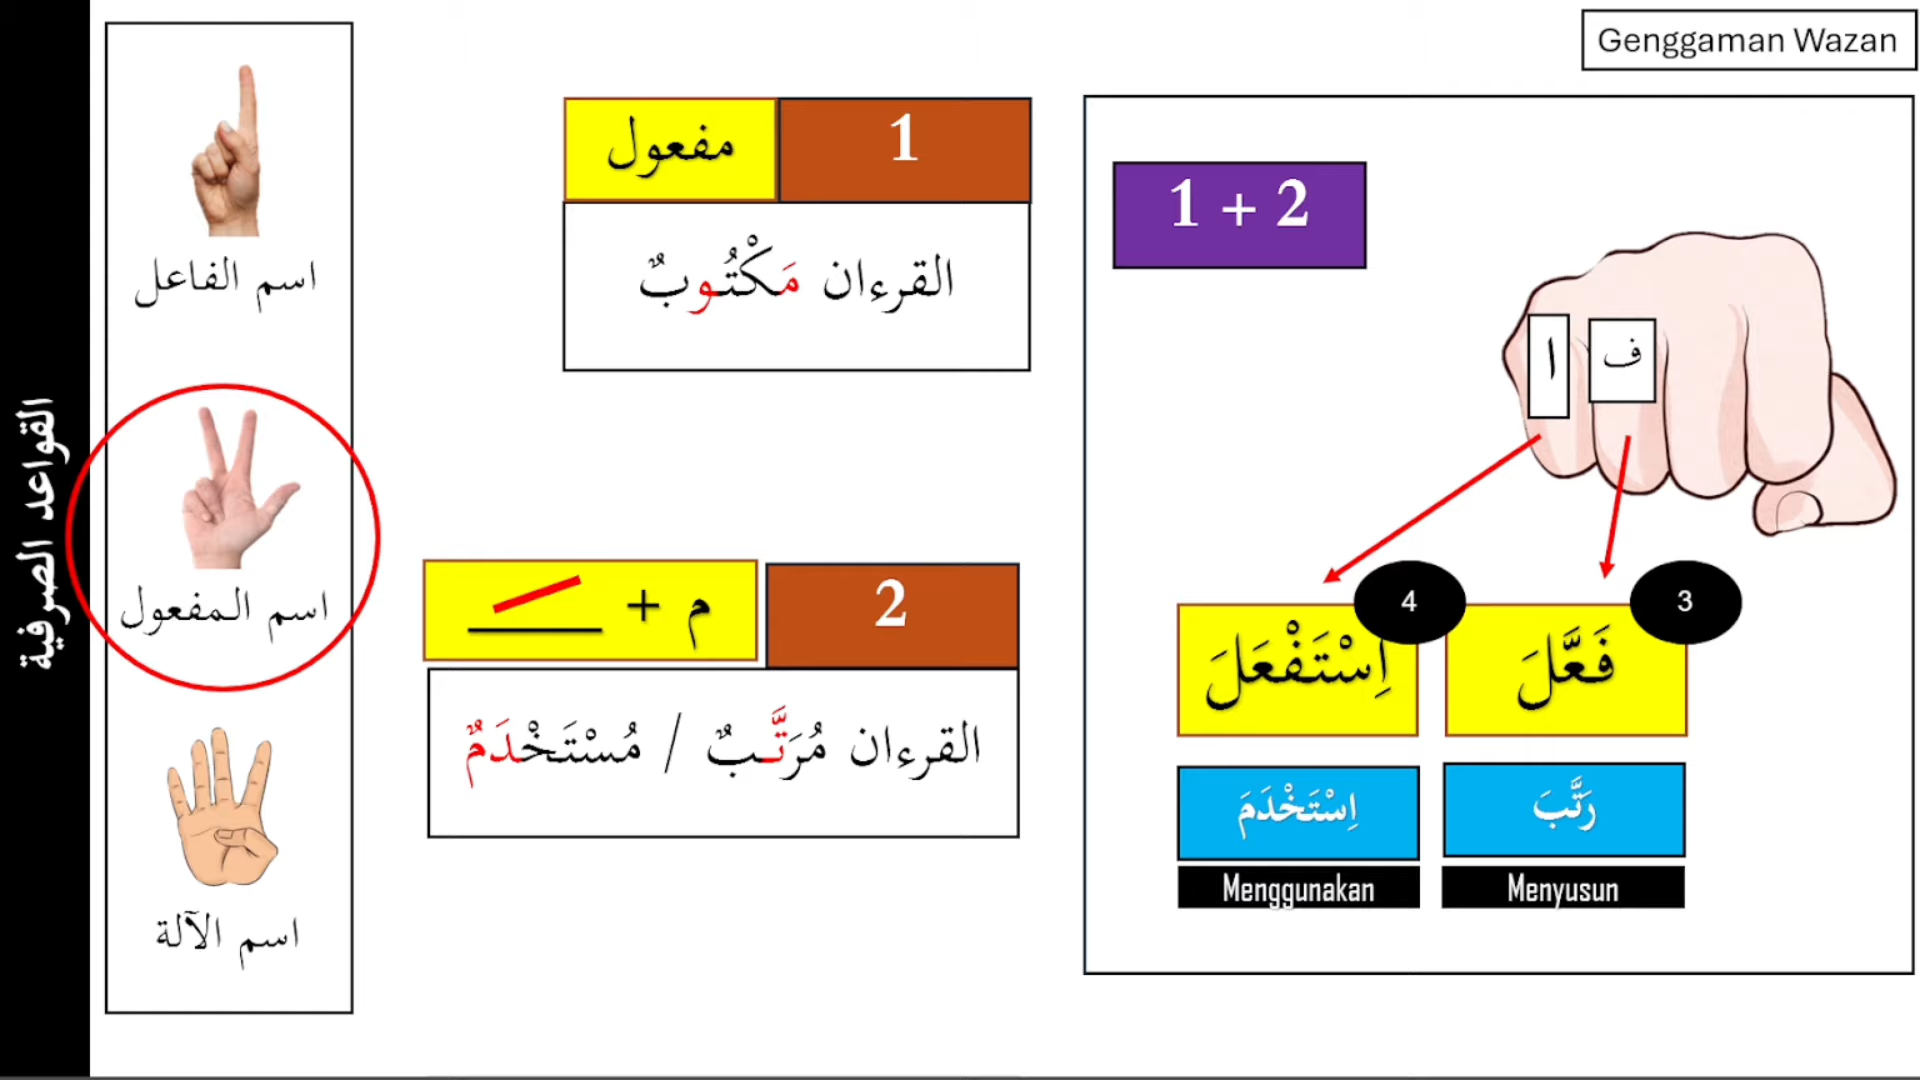 Genggaman Wazan
القواعد الصرفية
اسم الفاعل
اسم المفعول
اسم الآلة
1
مفعول
القرءان مَكْتُوبٌ
2
م +
القرءان مُرَتَّبٌ / مُسْتَخْدَمٌ
1 + 2
ف
ا
3
فَعَّلَ
رَتَّبَ
Menyusun
4
اِسْتَفْعَلَ
اِسْتَخْدَمَ
Menggunakan